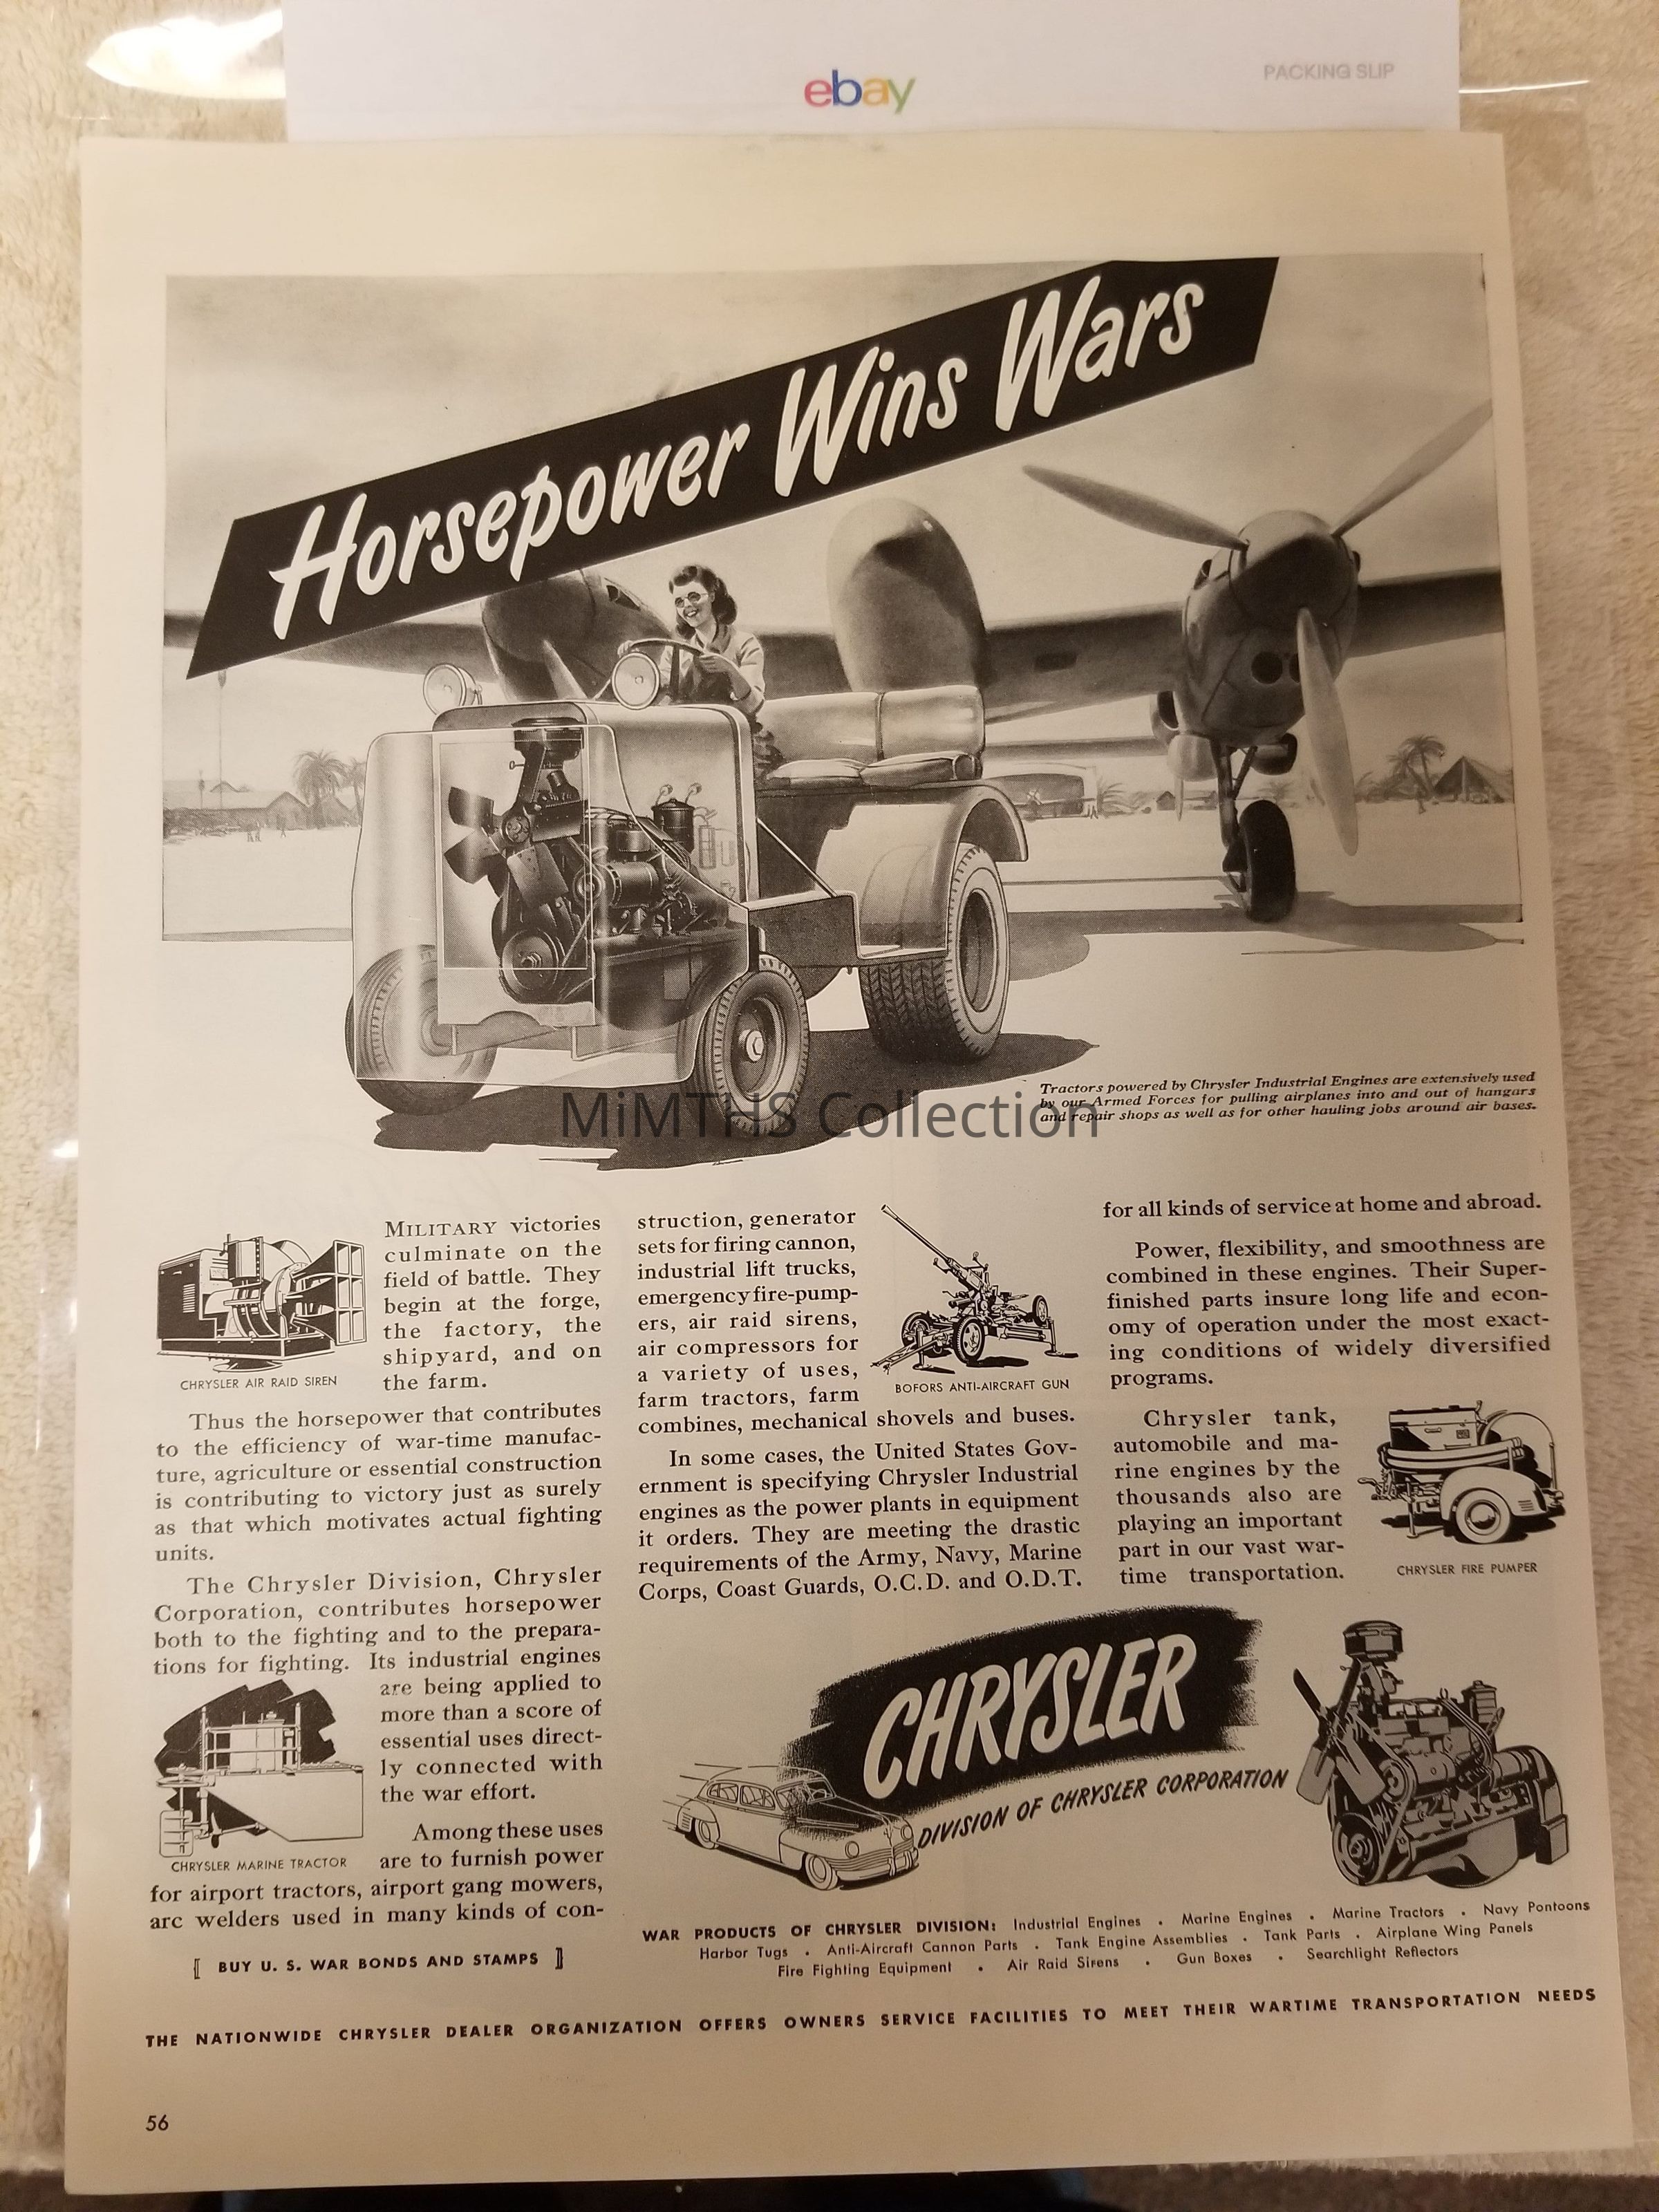 ebay
PACKING SLIP
Horsepower Wins Wars
Tractors powered by Chrysler Industrial Engines are extensively used
by our Armed Forces for pulling airplanes into and out of hangars
and repair shops as well as for other hauling jobs around air bases.
MiMTHS Collection
MILITARY victories
culminate on the
field of battle. They
begin at the forge,
the factory, the
shipyard, and on
the farm.
CHRYSLER AIR RAID SIREN
Thus the horsepower that contributes
to the efficiency of war-time manufac-
ture, agriculture or essential construction
is contributing to victory just as surely
as that which motivates actual fighting
units.
The Chrysler Division, Chrysler
Corporation, contributes horsepower
both to the fighting and to the prepara-
tions for fighting. Its industrial engines
are being applied to
more than a score of
essential uses direct-
ly connected with
the war effort.
Among these uses
are to furnish power
CHRYSLER MARINE TRACTOR
for airport tractors, airport gang mowers,
arc welders used in many kinds of con-
struction, generator
sets for firing cannon,
industrial lift trucks,
emergency fire-pump-
ers, air raid sirens,
air compressors for
a variety of uses,
farm tractors, farm
BOFORS ANTI-AIRCRAFT GUN
combines, mechanical shovels and buses.
In some cases, the United States Gov-
ernment is specifying Chrysler Industrial
engines as the power plants in equipment
it orders. They are meeting the drastic
requirements of the Army, Navy, Marine
Corps, Coast Guards, O.C.D. and O.D.T.
for all kinds of service at home and abroad.
Power, flexibility, and smoothness are
combined in these engines. Their Super-
finished parts insure long life and econ-
omy of operation under the most exact-
ing conditions of widely diversified
programs.
Chrysler tank,
automobile and ma-
rine engines by the
thousands also are
playing an important
part in our vast war-
time transportation.
CHRYSLER FIRE PUMPER
CHRYSLER
DIVISION OF CHRYSLER CORPORATION
WAR PRODUCTS OF CHRYSLER DIVISION: Industrial Engines • Marine Engines • Marine Tractors • Navy Pontoons
Harbor Tugs • Anti-Aircraft Cannon Parts • Tank Engine Assemblies • Tank Parts • Airplane Wing Panels
Fire Fighting Equipment • Air Raid Sirens • Gun Boxes • Searchlight Reflectors
[ BUY U. S. WAR BONDS AND STAMPS ]
THE NATIONWIDE CHRYSLER DEALER ORGANIZATION OFFERS OWNERS SERVICE FACILITIES TO MEET THEIR WARTIME TRANSPORTATION NEEDS
56